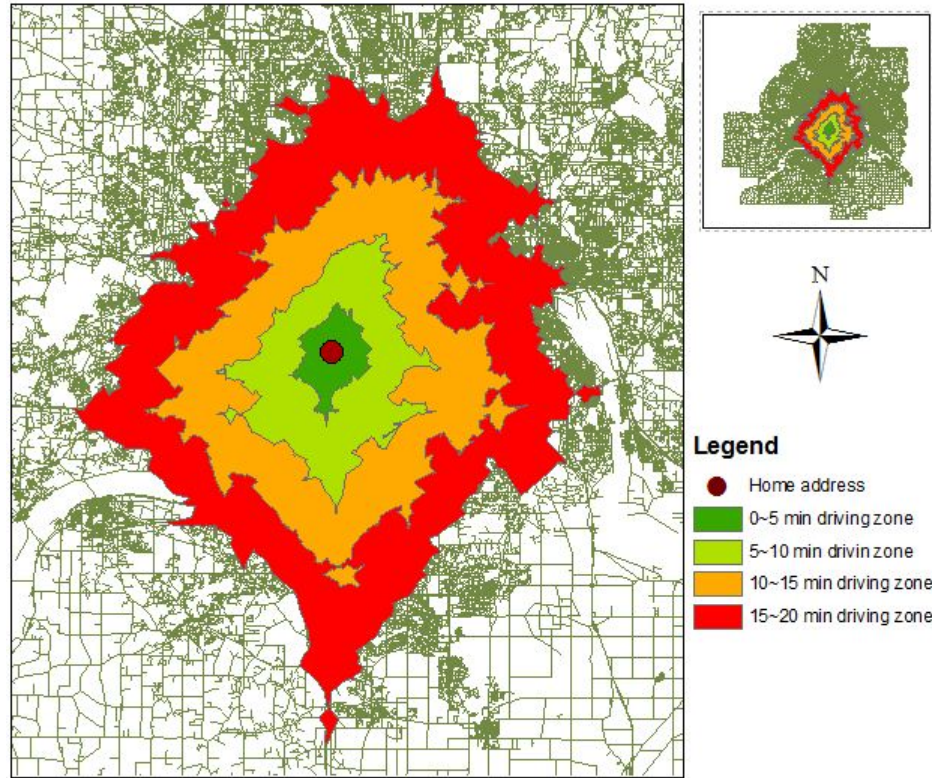 N
Legend
Home address
0~5 min driving zone
5~10 min drivin zone
10~15 min driving zone
15~20 min driving zone